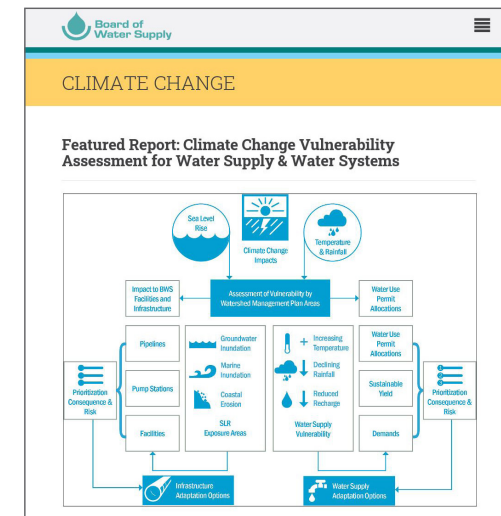 Board of
Water Supply
CLIMATE CHANGE
Featured Report: Climate Change Vulnerability
Assessment for Water Supply & Water Systems
Sea Level
Rise
Climate Change
Impacts
Temperature
& Rainfall
Impact to BWS
Facilities and
Infrastructure
Assessment of Vulnerability by
Watershed Management Plan Areas
Water Use
Permit
Allocations
Pipelines
Pump Stations
Facilities
Prioritization
Consequence &
Risk
Groundwater
Inundation
Marine
Inundation
Coastal
Erosion
SLR
Exposure Areas
+ Increasing
Temperature
Declining
Rainfall
Reduced
Recharge
Water Supply
Vulnerability
Water Use
Permit
Allocations
Sustainable
Yield
Demands
1
2
3
Prioritization
Consequence &
Risk
Infrastructure
Adaptation Options
Water Supply
Adaptation Options